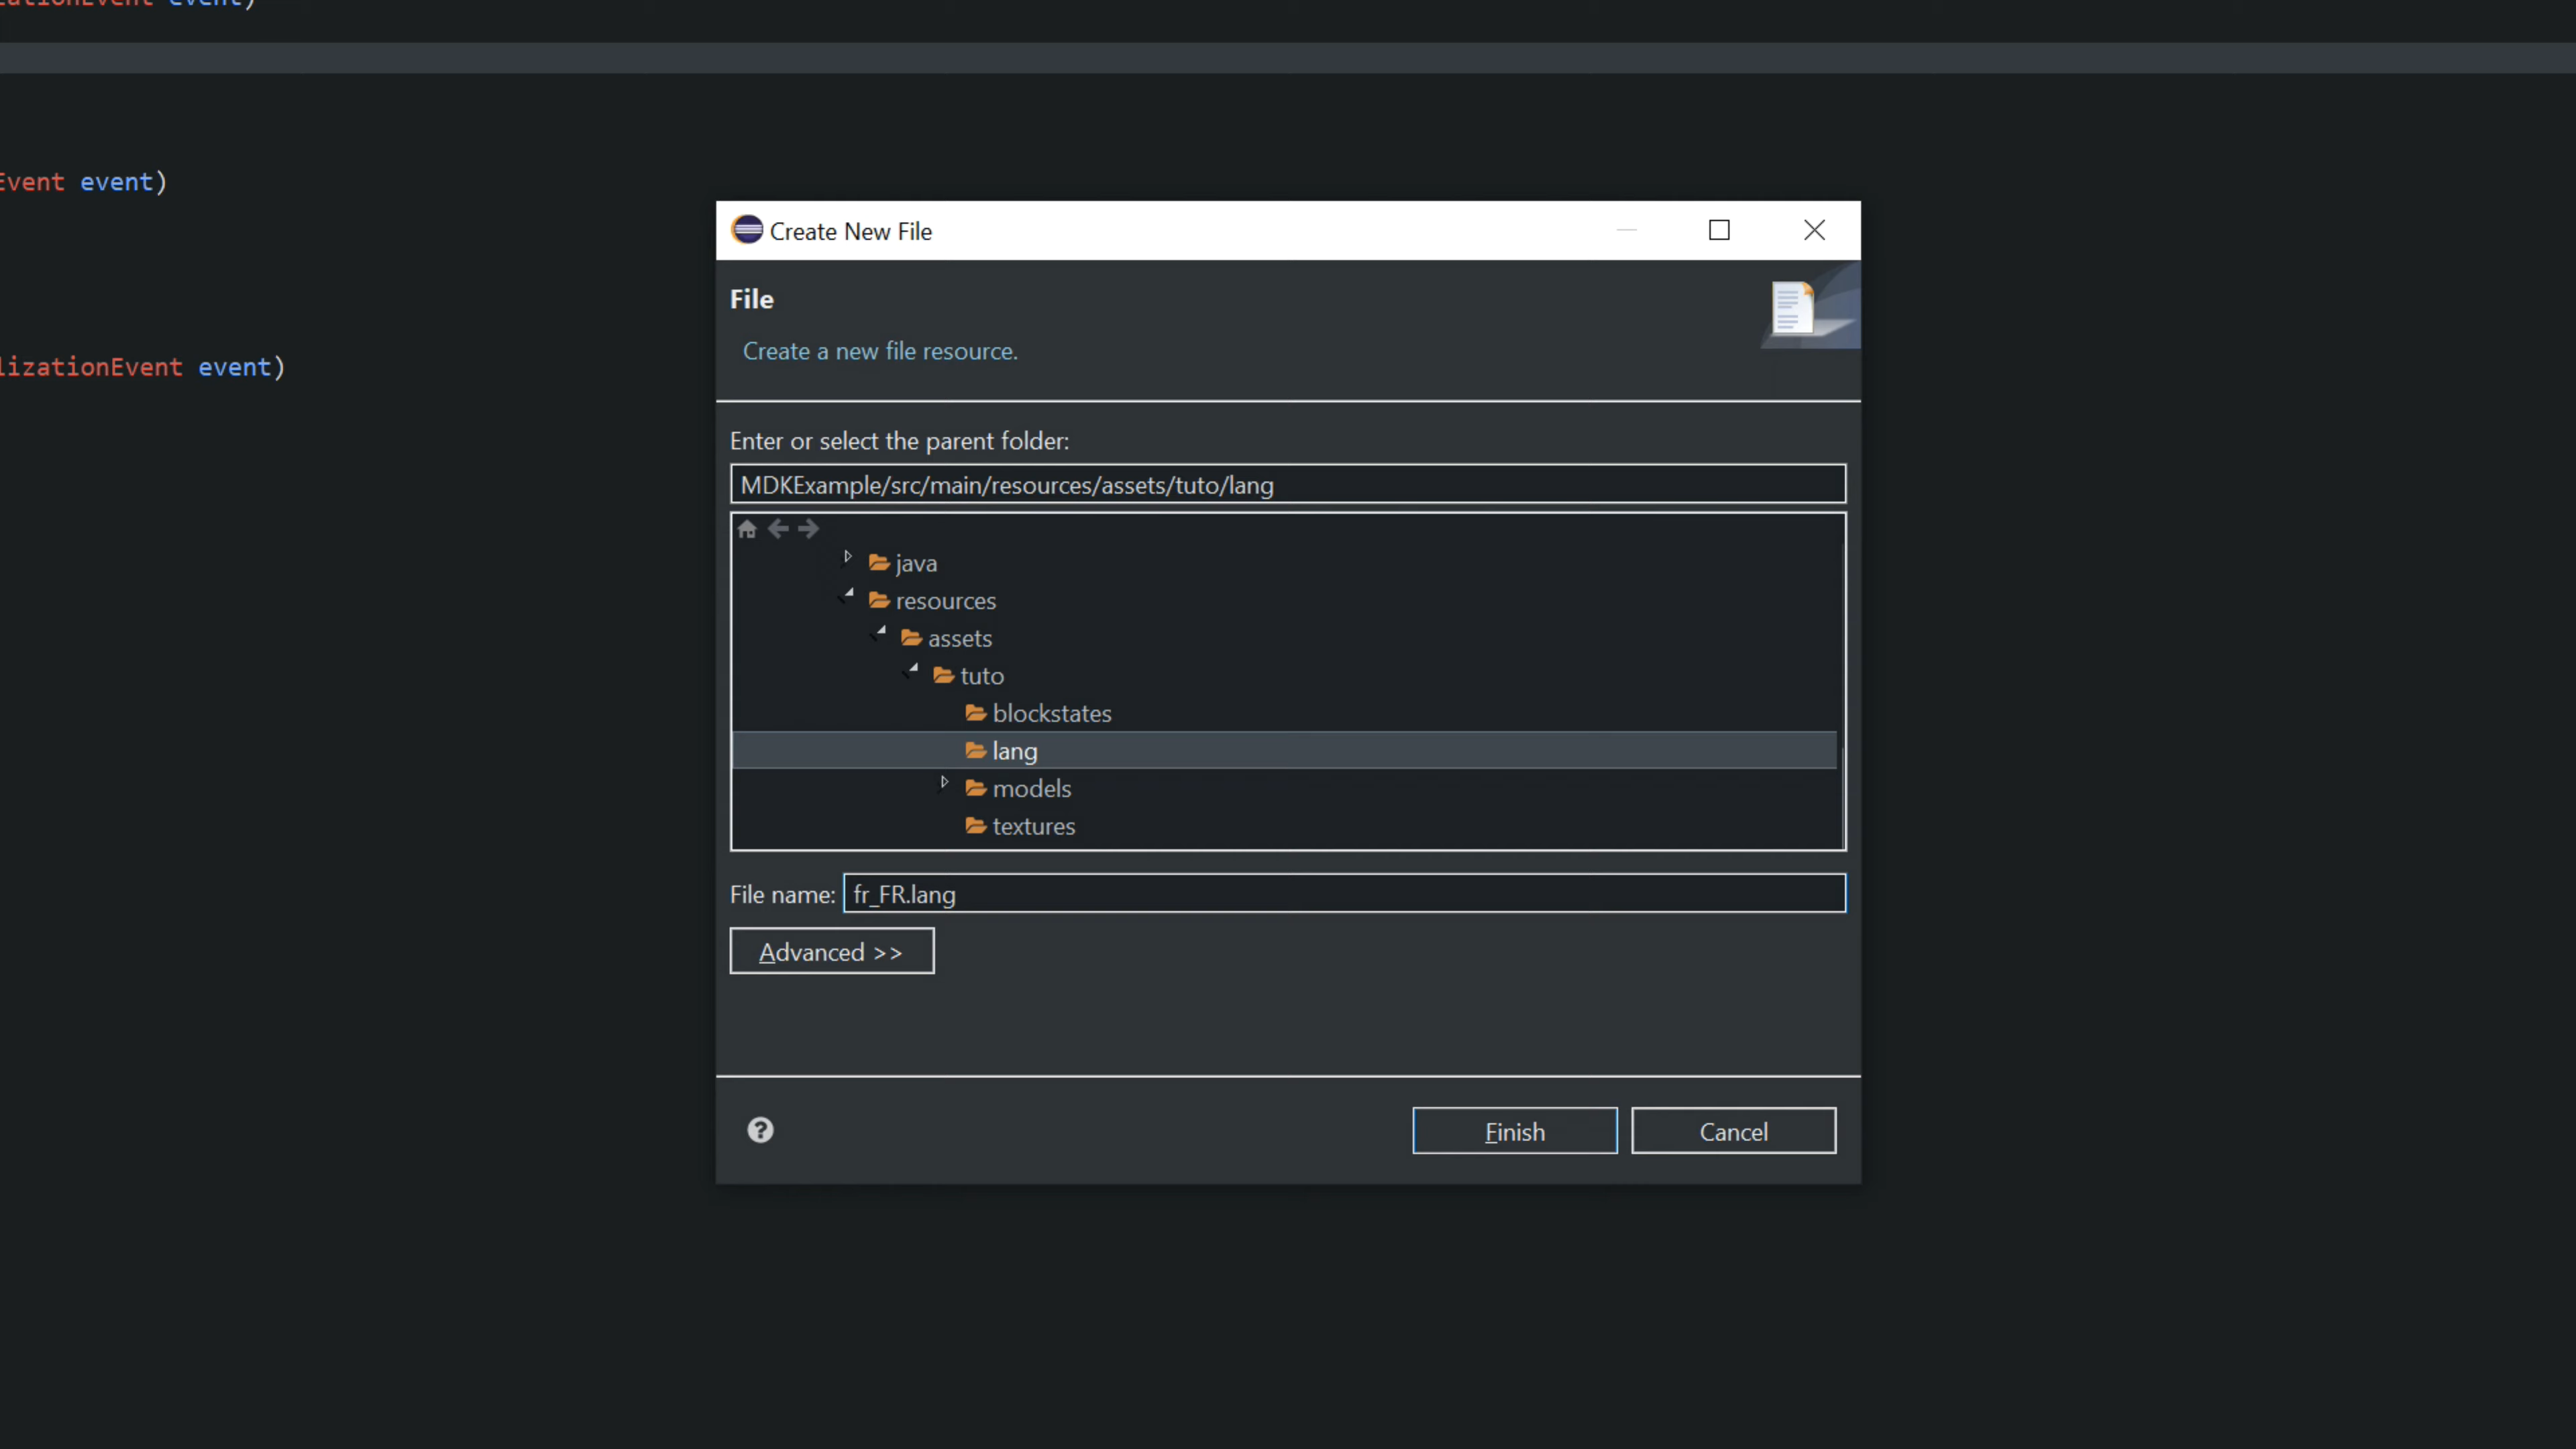 event)
Event event)
lizationEvent event)
Create New File
File
Create a new file resource.
Enter or select the parent folder:
MDKExample/src/main/resources/assets/tuto/lang
java
resources
assets
tuto
blockstates
lang
models
textures
File name: fr_FR.lang
Advanced >>
Finish Cancel